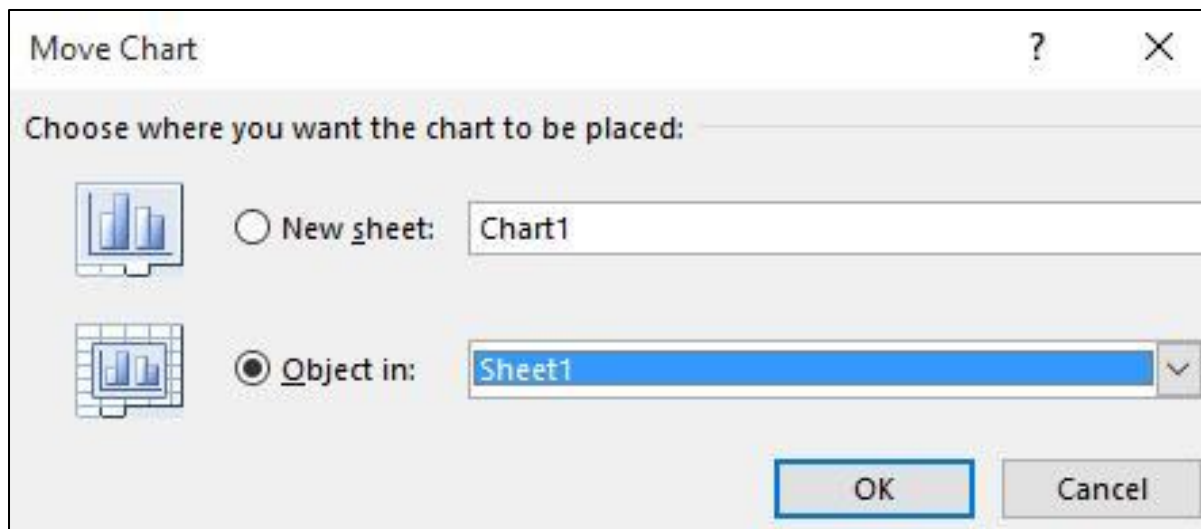 Move Chart ?
Choose where you want the chart to be placed:
New sheet: Chart1
Object in: Sheet1
OK Cancel